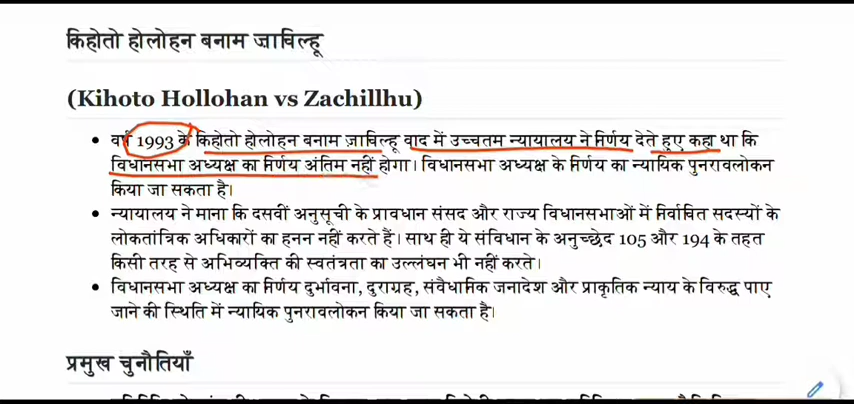 किहोतो होलोहन बनाम जाचिल्हू
(Kihoto Hollohan vs Zachillhu)
वर्ष 1993 के किहोतो होलोहन बनाम ज़ाचिल्हू वाद में उच्चतम न्यायालय ने निर्णय देते हुए कहा था कि
विधानसभा अध्यक्ष का निर्णय अंतिम नहीं होगा। विधानसभा अध्यक्ष के निर्णय का न्यायिक पुनरावलोकन
किया जा सकता है।
न्यायालय ने माना कि दसवीं अनुसूची के प्रावधान संसद और राज्य विधानसभाओं में निर्वाचित सदस्यों के
लोकतांत्रिक अधिकारों का हनन नहीं करते हैं। साथ ही ये संविधान के अनुच्छेद 105 और 194 के तहत
किसी तरह से अभिव्यक्ति की स्वतंत्रता का उल्लंघन भी नहीं करते।
विधानसभा अध्यक्ष का निर्णय दुर्भावना, दुराग्रह, संवैधानिक जनादेश और प्राकृतिक न्याय के विरुद्ध पाए
जाने की स्थिति में न्यायिक पुनरावलोकन किया जा सकता है।
प्रमुख चुनौतियाँ